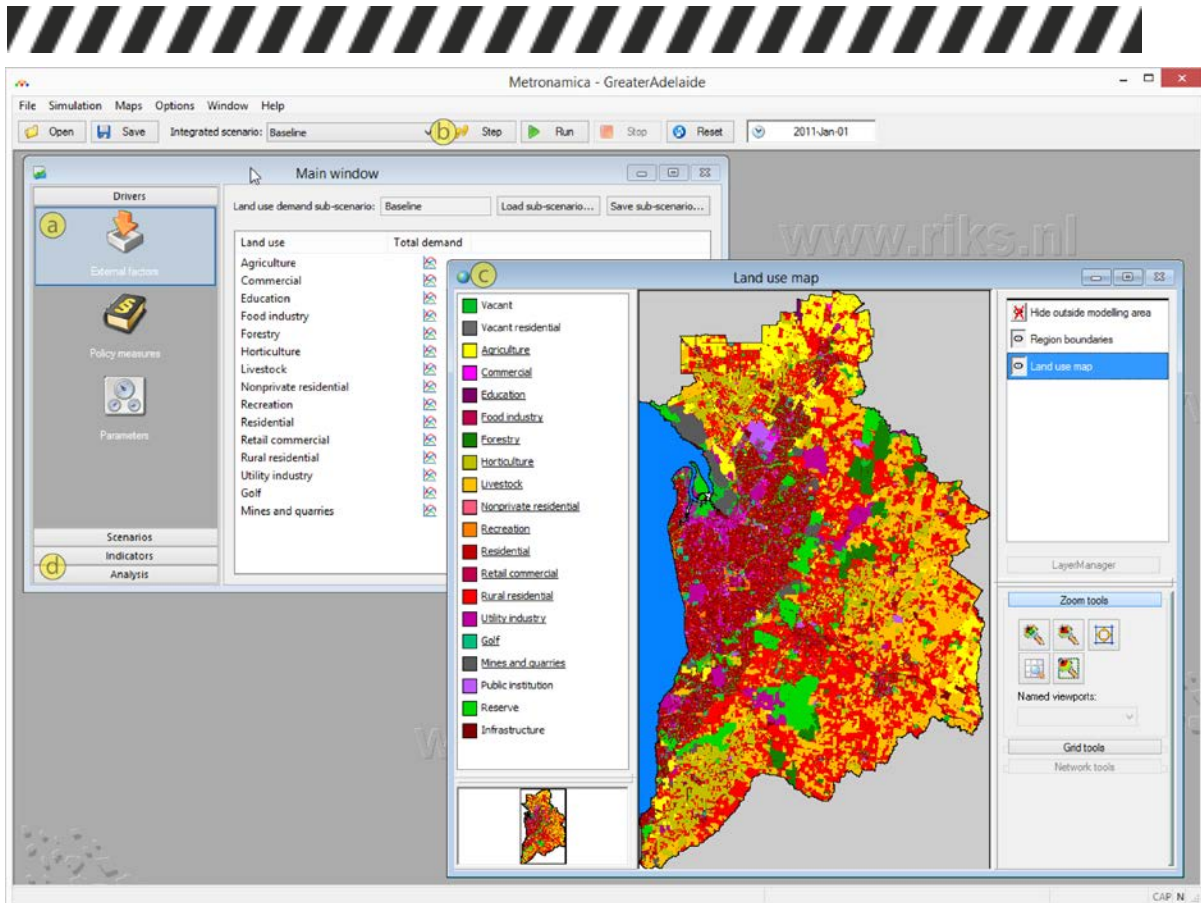 Metronamica - GreaterAdelaide
File Simulation Maps Options Window Help
Open Save Integrated scenario: Baseline b Step Run Stop Reset 2011-Jan-01
Main window
Drivers
a
External factors
Policy measures
Parameters
Scenarios
Indicators
d
Analysis
Land use demand sub-scenario: Baseline Load sub-scenario... Save sub-scenario...
Land use Total demand
Agriculture
Commercial
Education
Food industry
Forestry
Horticulture
Livestock
Nonprivate residential
Recreation
Residential
Retail commercial
Rural residential
Utility industry
Golf
Mines and quarries
www.riks.nl
c Land use map
Vacant
Vacant residential
Agriculture
Commercial
Education
Food industry
Forestry
Horticulture
Livestock
Nonprivate residential
Recreation
Residential
Retail commercial
Rural residential
Utility industry
Golf
Mines and quarries
Public institution
Reserve
Infrastructure
Hide outside modelling area
Region boundaries
Land use map
LayerManager
Zoom tools
Named viewports:
Grid tools
Network tools
CAP N